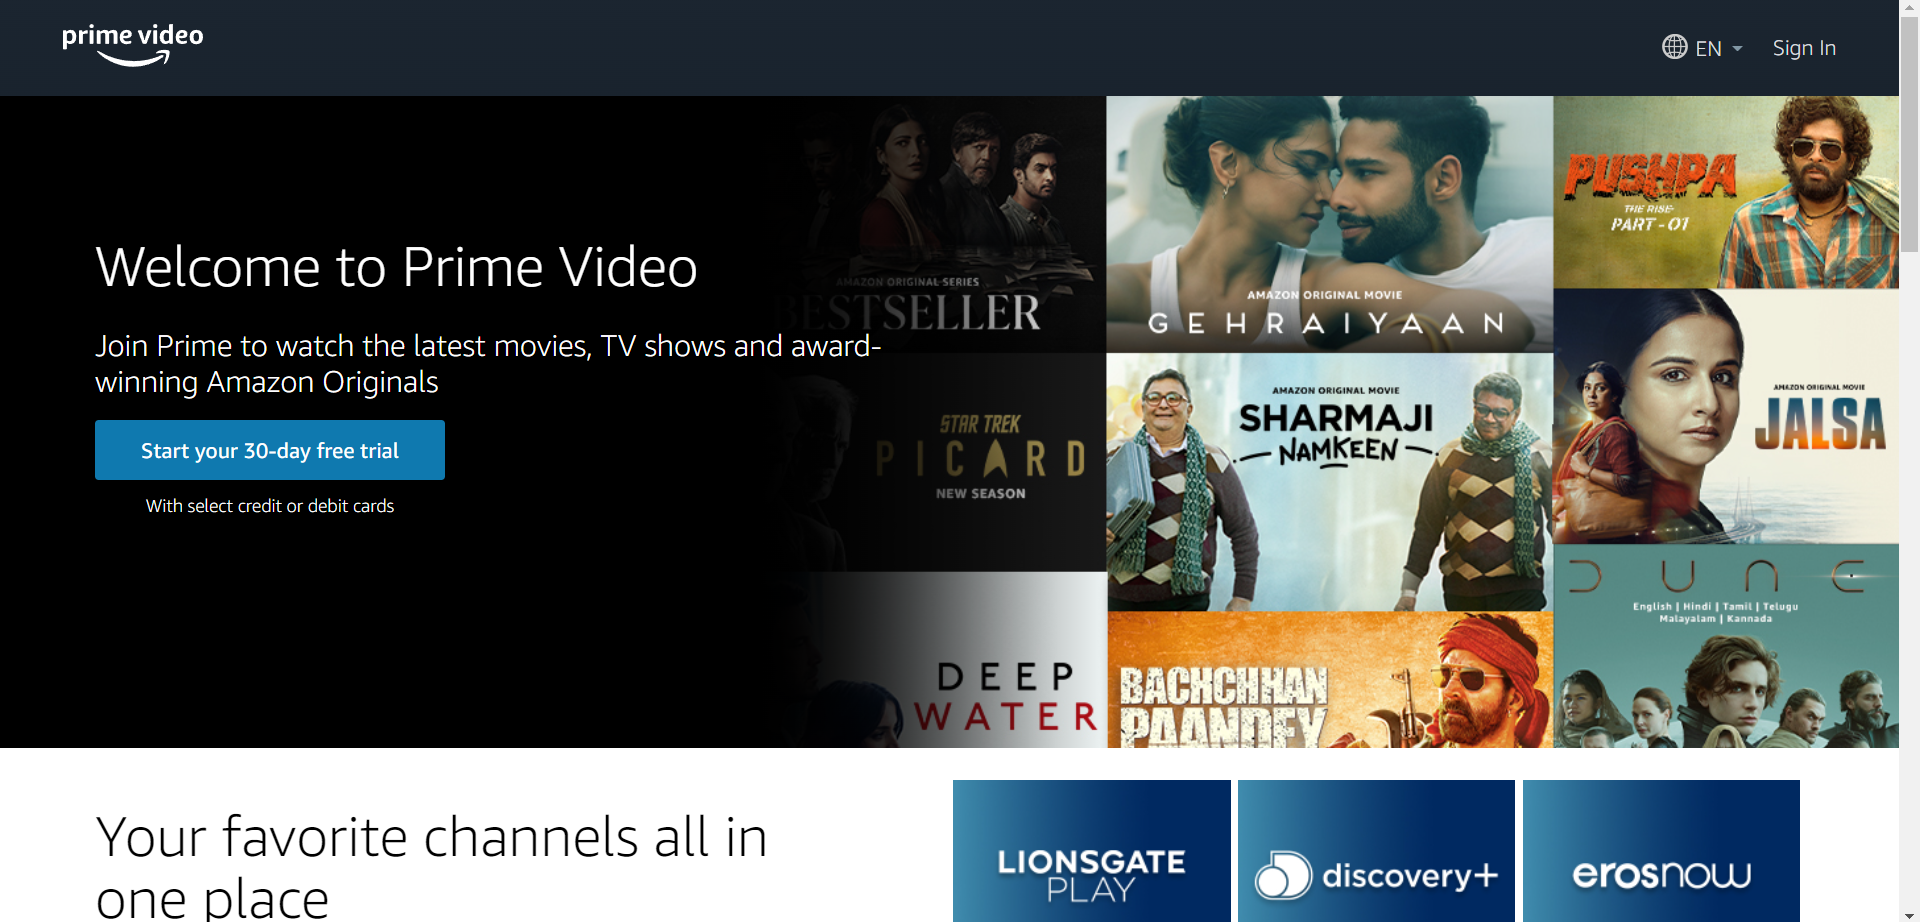 prime video
EN
Sign In
Welcome to Prime Video
Join Prime to watch the latest movies, TV shows and award-
winning Amazon Originals
Start your 30-day free trial
With select credit or debit cards
AMAZON ORIGINAL SERIES
BESTSELLER
STAR TREK
PICARD
NEW SEASON
DEEP
WATER
AMAZON ORIGINAL MOVIE
GEHRAIYAAN
AMAZON ORIGINAL MOVIE
SHARMAJI
NAMKEEN
BACHCHHAN
PAANDEY
PUSHPA
THE RISE
PART-01
AMAZON ORIGINAL MOVIE
JALSA
DUNE
English | Hindi | Tamil | Telugu
Malayalam | Kannada
Your favorite channels all in
one place
LIONSGATE
PLAY
discovery+
erosnow